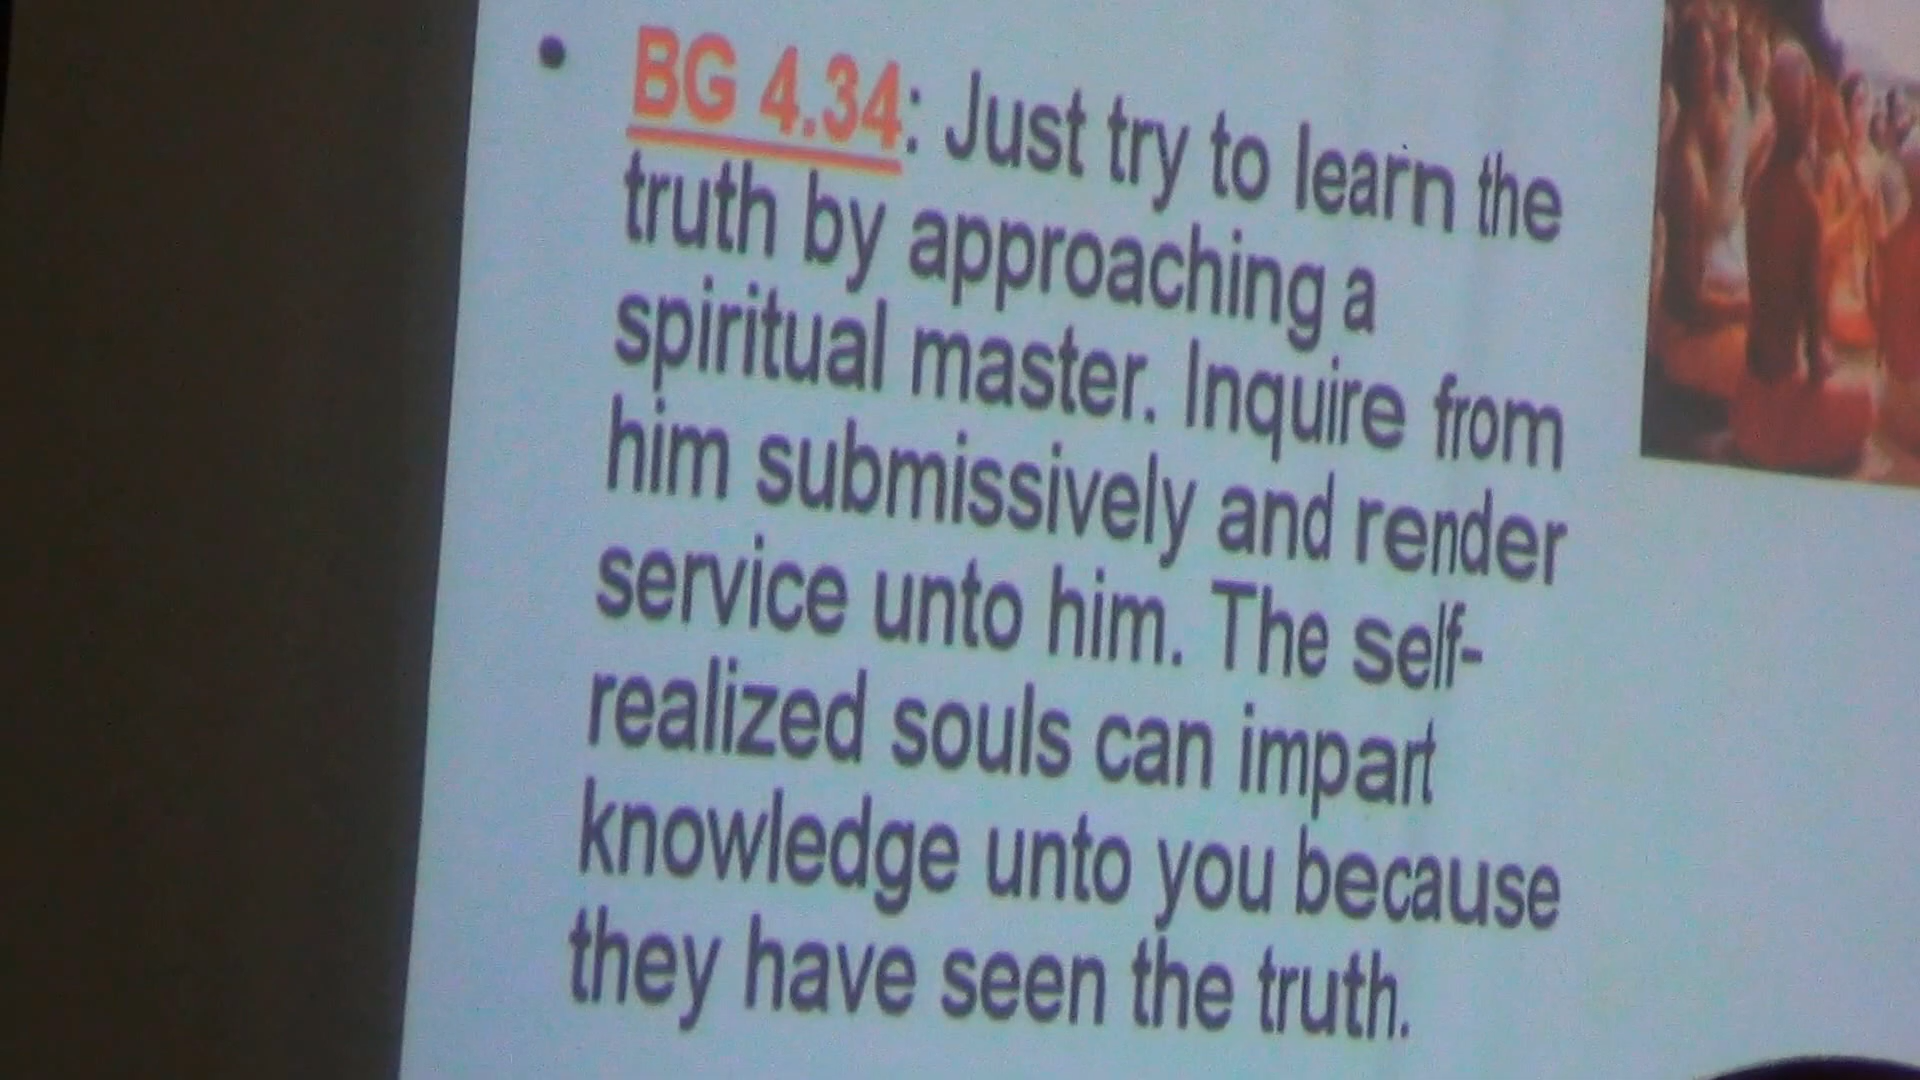 • BG 4.34: Just try to learn the
truth by approaching a
spiritual master. Inquire from
him submissively and render
service unto him. The self-
realized souls can impart
knowledge unto you because
they have seen the truth.